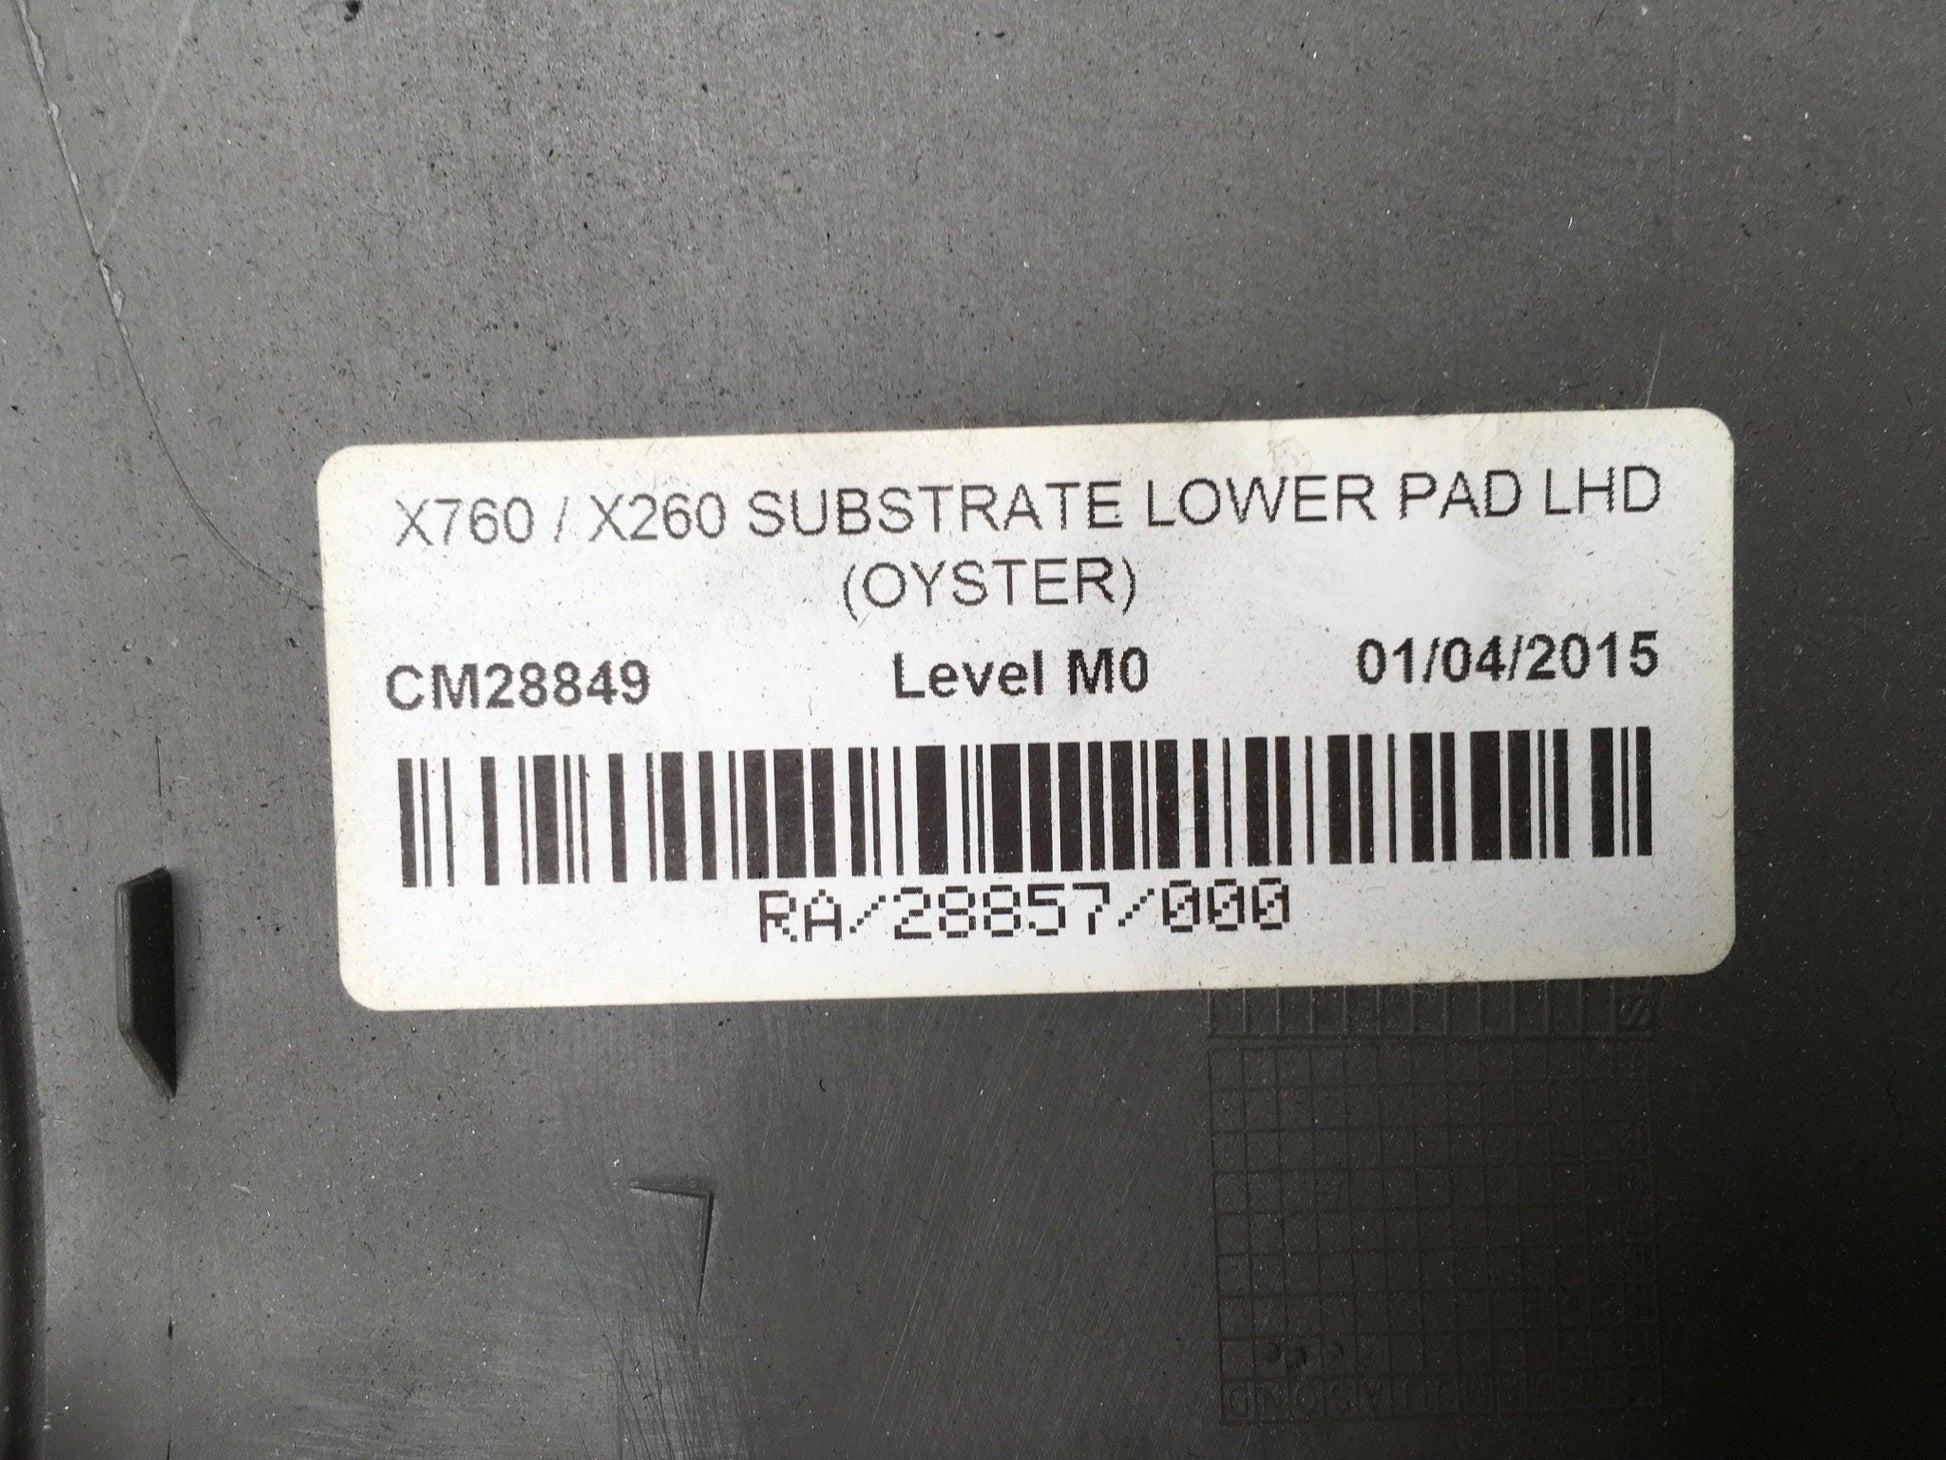 X760 / X260 SUBSTRATE LOWER PAD LHD
(OYSTER)
CM28849 Level M0 01/04/2015
RA/28857/000